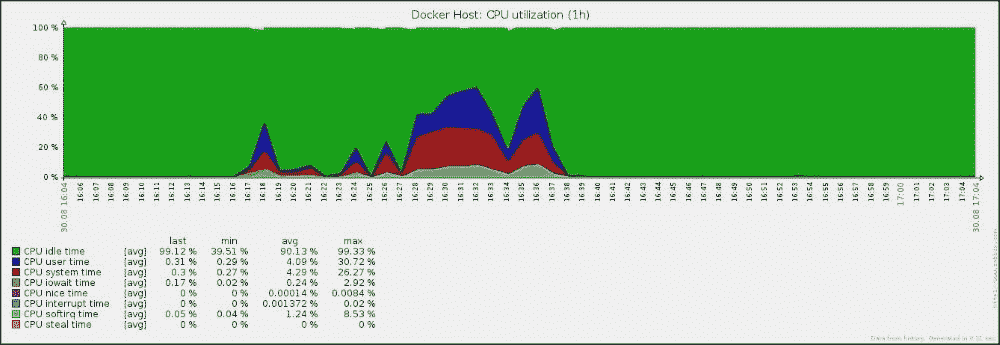 Docker Host: CPU utilization (1h)
100 %
80 %
60 %
40 %
20 %
0 %
30.08 16:04 16:06 16:07 16:08 16:09 16:10 16:11 16:12 16:13 16:14 16:15 16:16 16:17 16:18 16:19 16:20 16:21 16:22 16:23 16:24 16:25 16:26 16:27 16:28 16:29 16:30 16:31 16:32 16:33 16:34 16:35 16:36 16:37 16:38 16:39 16:40 16:41 16:42 16:43 16:44 16:45 16:46 16:47 16:48 16:49 16:50 16:51 16:52 16:53 16:54 16:55 16:56 16:57 16:58 16:59 17:00 17:01 17:02 17:03 30.08 17:04
last min avg max
CPU idle time [avg] 99.12 % 39.51 % 90.13 % 99.33 %
CPU user time [avg] 0.31 % 0.29 % 4.09 % 30.72 %
CPU system time [avg] 0.3 % 0.27 % 4.29 % 26.27 %
CPU iowait time [avg] 0.17 % 0.02 % 0.24 % 2.92 %
CPU nice time [avg] 0 % 0 % 0.00014 % 0.0084 %
CPU interrupt time [avg] 0 % 0 % 0.001372 % 0.02 %
CPU softirq time [avg] 0.05 % 0.04 % 1.24 % 8.53 %
CPU steal time [avg] 0 % 0 % 0 % 0 %
Data from history. Generated in